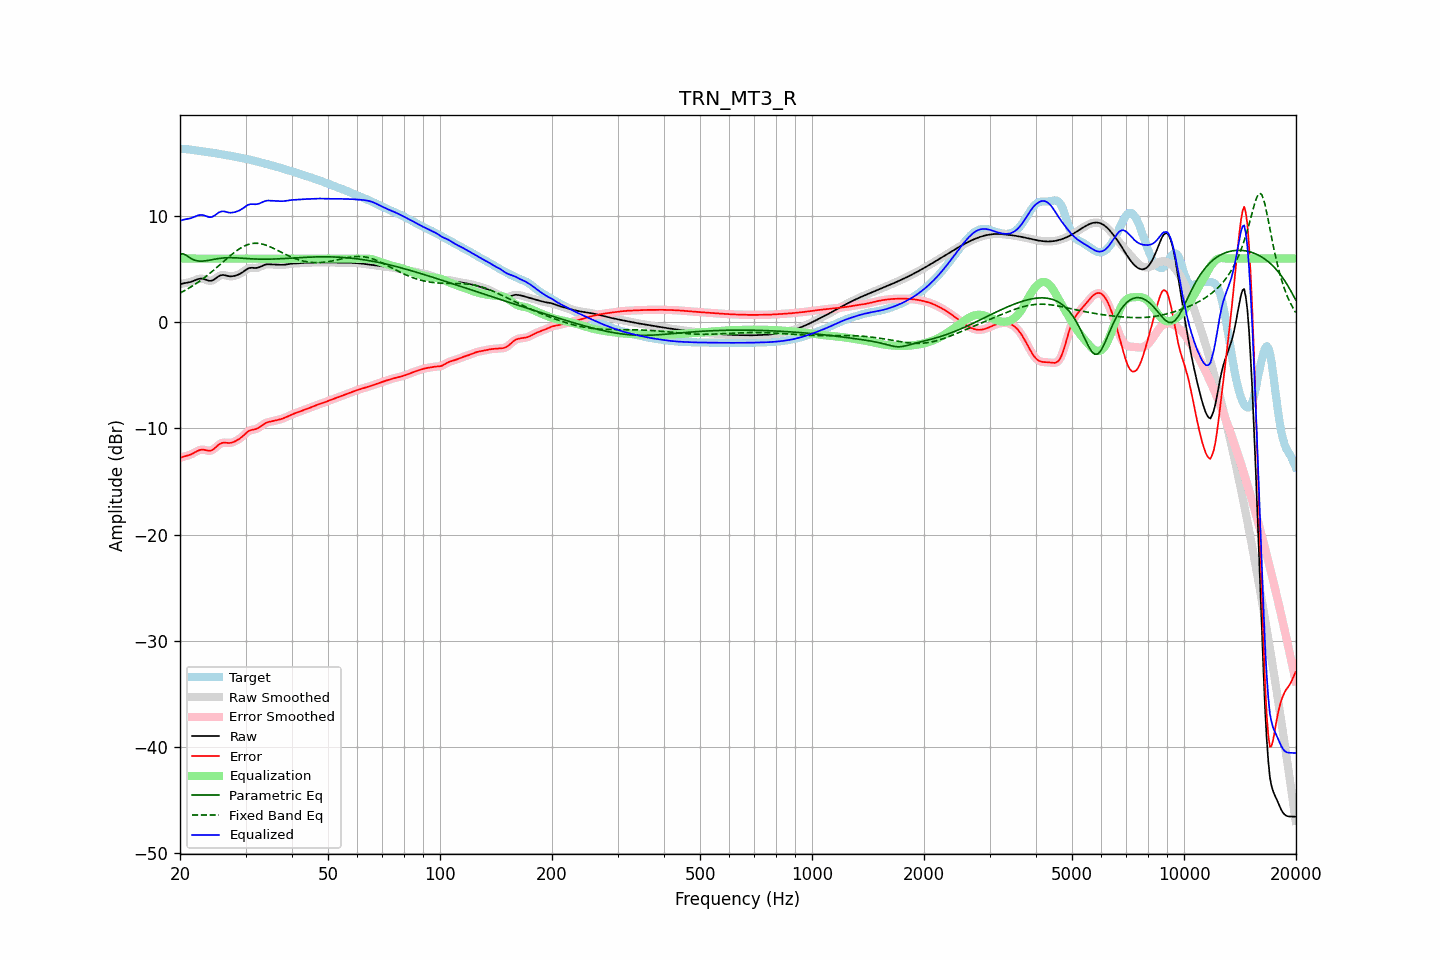 TRN_MT3_R
10
0
−10
−20
−30
−40
−50
Amplitude (dBr)
Target
Raw Smoothed
Error Smoothed
Raw
Error
Equalization
Parametric Eq
Fixed Band Eq
Equalized
20 50 100 200 500 1000 2000 5000 10000 20000
Frequency (Hz)